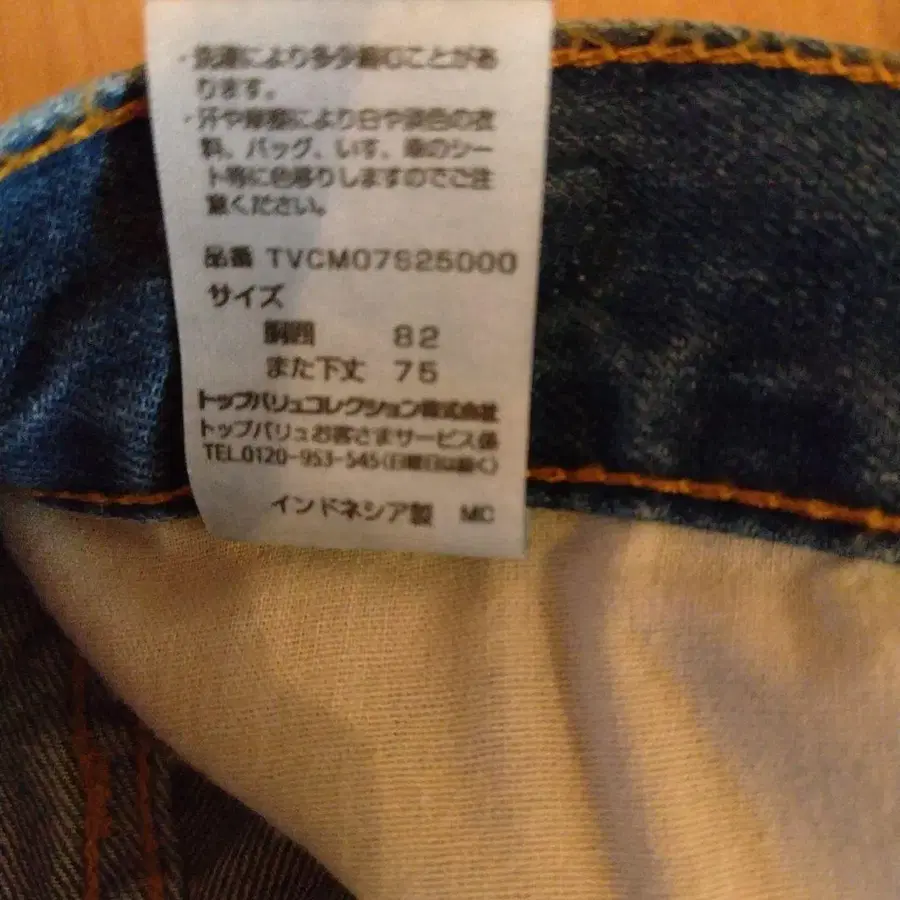 ・洗濯により多少縮むことがあ
ります。
・汗や摩擦により白や淡色の衣
料、バッグ、いす、車のシー
ト等に色移りしますのでご注
意ください。
品番 TVCM07S25000
サイズ
胴囲 82
また下丈 75
トップバリュコレクション株式会社
トップバリュお客さまサービス係
TEL.0120-953-545(日曜日は除く)
インドネシア製 MC